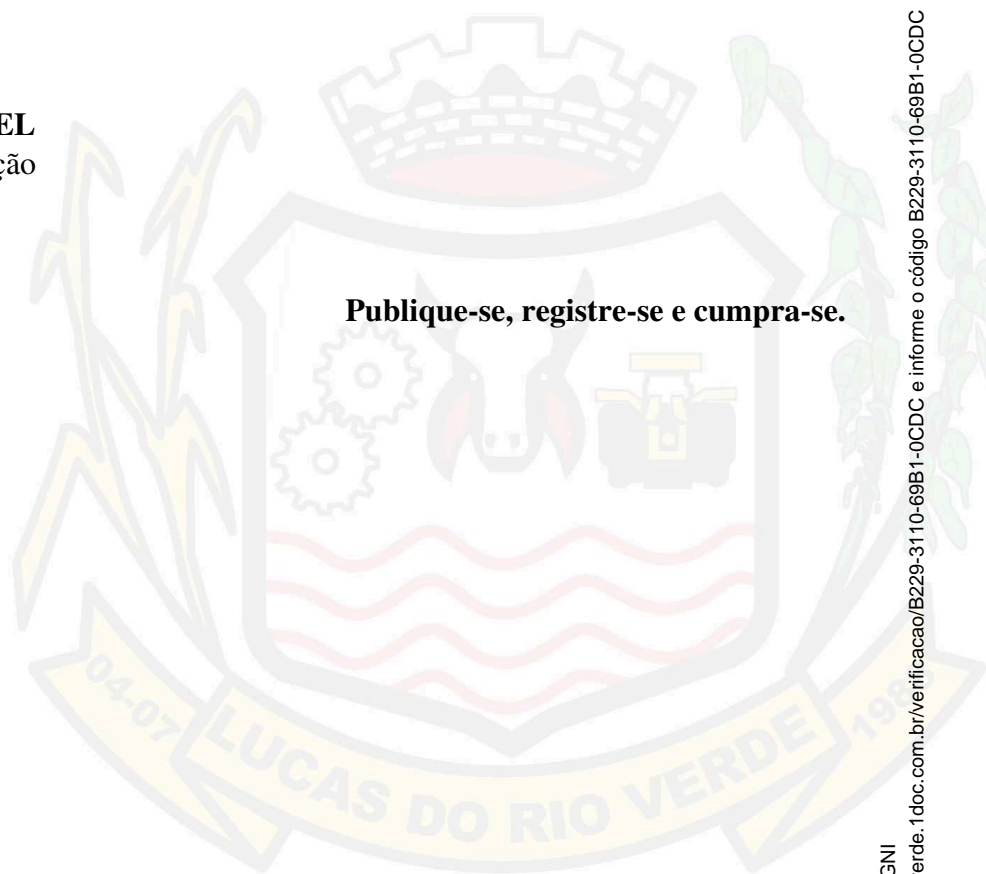 EL
ção
Publique-se, registre-se e cumpra-se.
04-07
LUCAS DO RIO VERDE
GNI
erde.1doc.com.br/verificacao/B229-3110-69B1-0CDC e informe o código B229-3110-69B1-0CDC